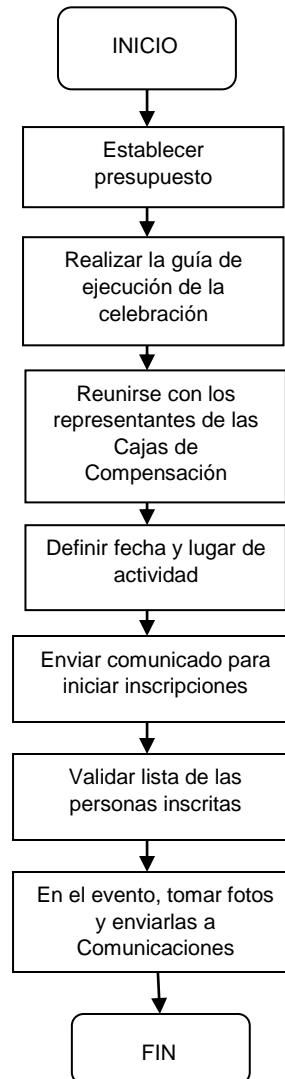 INICIO
Establecer
presupuesto
Realizar la guía de
ejecución de la
celebración
Reunirse con los
representantes de las
Cajas de
Compensación
Definir fecha y lugar de
actividad
Enviar comunicado para
iniciar inscripciones
Validar lista de las
personas inscritas
En el evento, tomar fotos
y enviarlas a
Comunicaciones
FIN